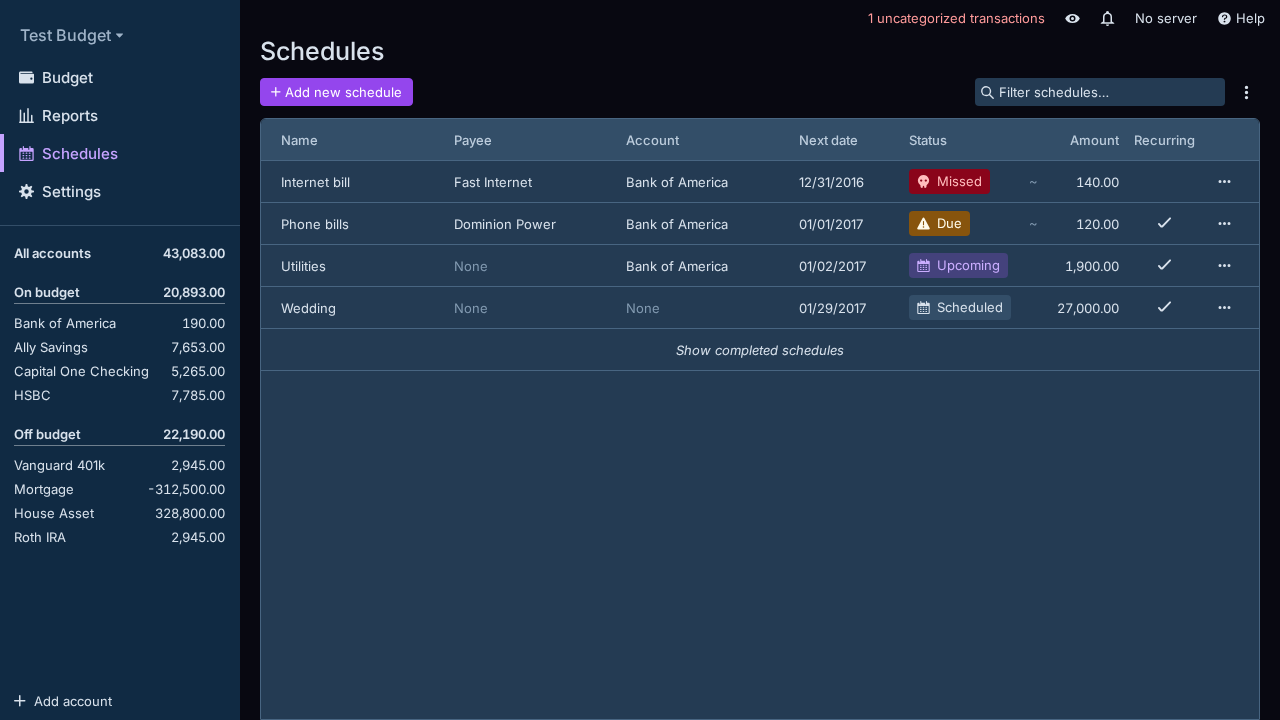 Test Budget
Budget
Reports
Schedules
Settings
All accounts 43,083.00
On budget 20,893.00
Bank of America 190.00
Ally Savings 7,653.00
Capital One Checking 5,265.00
HSBC 7,785.00
Off budget 22,190.00
Vanguard 401k 2,945.00
Mortgage -312,500.00
House Asset 328,800.00
Roth IRA 2,945.00
Add account
1 uncategorized transactions No server Help
Schedules
Add new schedule
Filter schedules…
Name Payee Account Next date Status Amount Recurring
Internet bill Fast Internet Bank of America 12/31/2016 Missed ~ 140.00
Phone bills Dominion Power Bank of America 01/01/2017 Due ~ 120.00
Utilities None Bank of America 01/02/2017 Upcoming 1,900.00
Wedding None None 01/29/2017 Scheduled 27,000.00
Show completed schedules